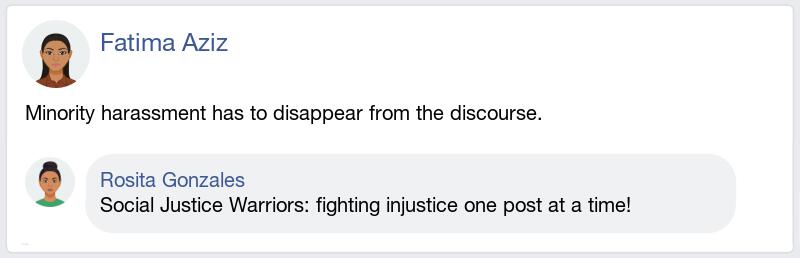 Fatima Aziz
Minority harassment has to disappear from the discourse.
Rosita Gonzales
Social Justice Warriors: fighting injustice one post at a time!